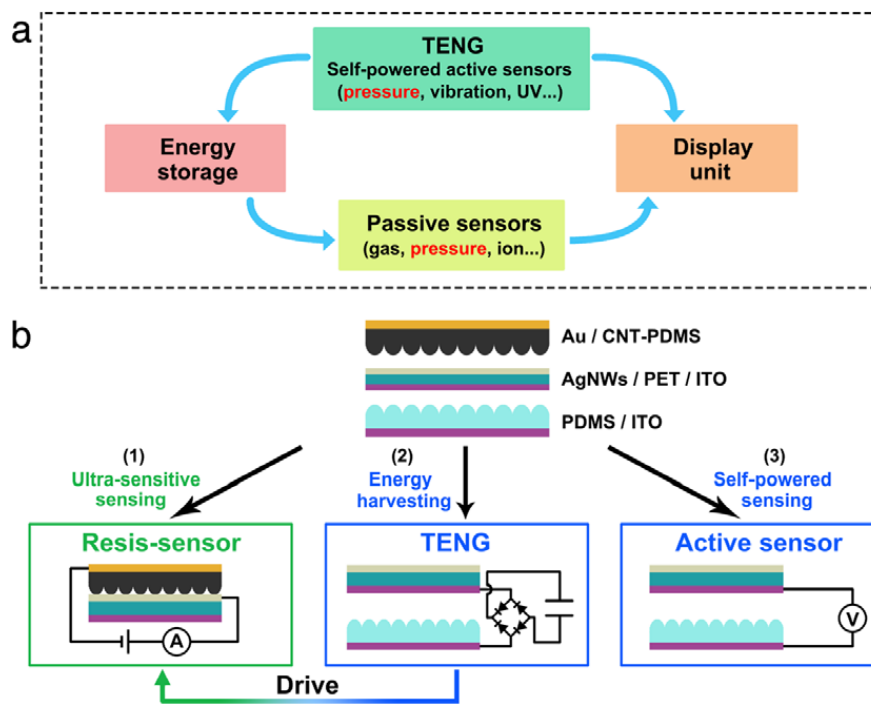 a
TENG
Self-powered active sensors
(pressure, vibration, UV...)
Energy
storage
Display
unit
Passive sensors
(gas, pressure, ion...)
b
Au / CNT-PDMS
AgNWs / PET / ITO
PDMS / ITO
(1)
Ultra-sensitive
sensing
(2)
Energy
harvesting
(3)
Self-powered
sensing
Resis-sensor
A
TENG
Active sensor
V
Drive